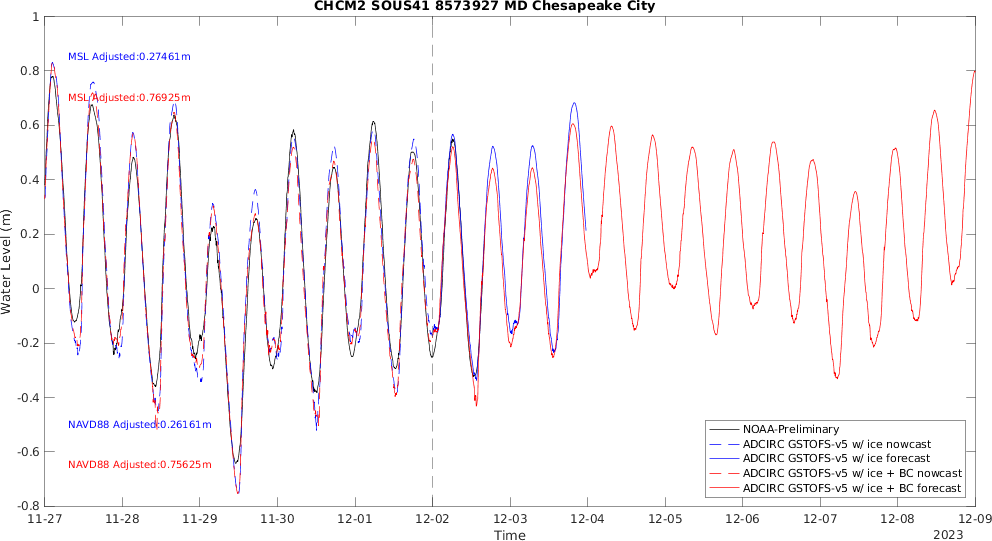 CHCM2 SOUS41 8573927 MD Chesapeake City
1
0.8
0.6
0.4
0.2
0
-0.2
-0.4
-0.6
-0.8
Water Level (m)
MSL Adjusted:0.27461m
MSL Adjusted:0.76925m
NAVD88 Adjusted:0.26161m
NAVD88 Adjusted:0.75625m
NOAA-Preliminary
ADCIRC GSTOFS-v5 w/ ice nowcast
ADCIRC GSTOFS-v5 w/ ice forecast
ADCIRC GSTOFS-v5 w/ ice + BC nowcast
ADCIRC GSTOFS-v5 w/ ice + BC forecast
11-27 11-28 11-29 11-30 12-01 12-02 12-03 12-04 12-05 12-06 12-07 12-08 12-09
Time
2023